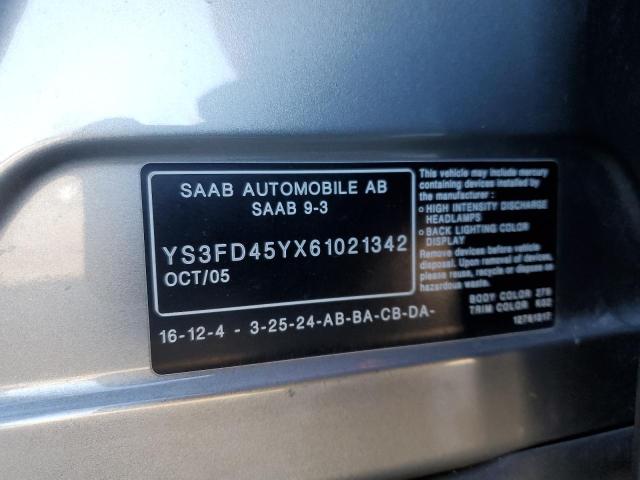 SAAB AUTOMOBILE AB
SAAB 9-3
YS3FD45YX61021342
OCT/05
16-12-4 - 3-25-24-AB-BA-CB-DA-
This vehicle may include mercury
containing devices installed by
the manufacturer :
o HIGH INTENSITY DISCHARGE
HEADLAMPS
o BACK LIGHTING COLOR
DISPLAY
Remove devices before vehicle
disposal. Upon removal of devices,
please reuse, recycle or dispose as
hazardous waste.
BODY COLOR 279
TRIM COLOR K02